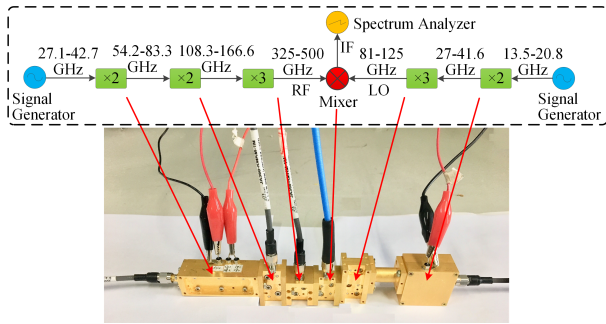 Spectrum Analyzer
IF
27.1-42.7
GHz
54.2-83.3
GHz
108.3-166.6
GHz
325-500
GHz
81-125
GHz
27-41.6
GHz
13.5-20.8
GHz
×2
×2
×3
RF
LO
×3
×2
Signal
Generator
Mixer
Signal
Generator